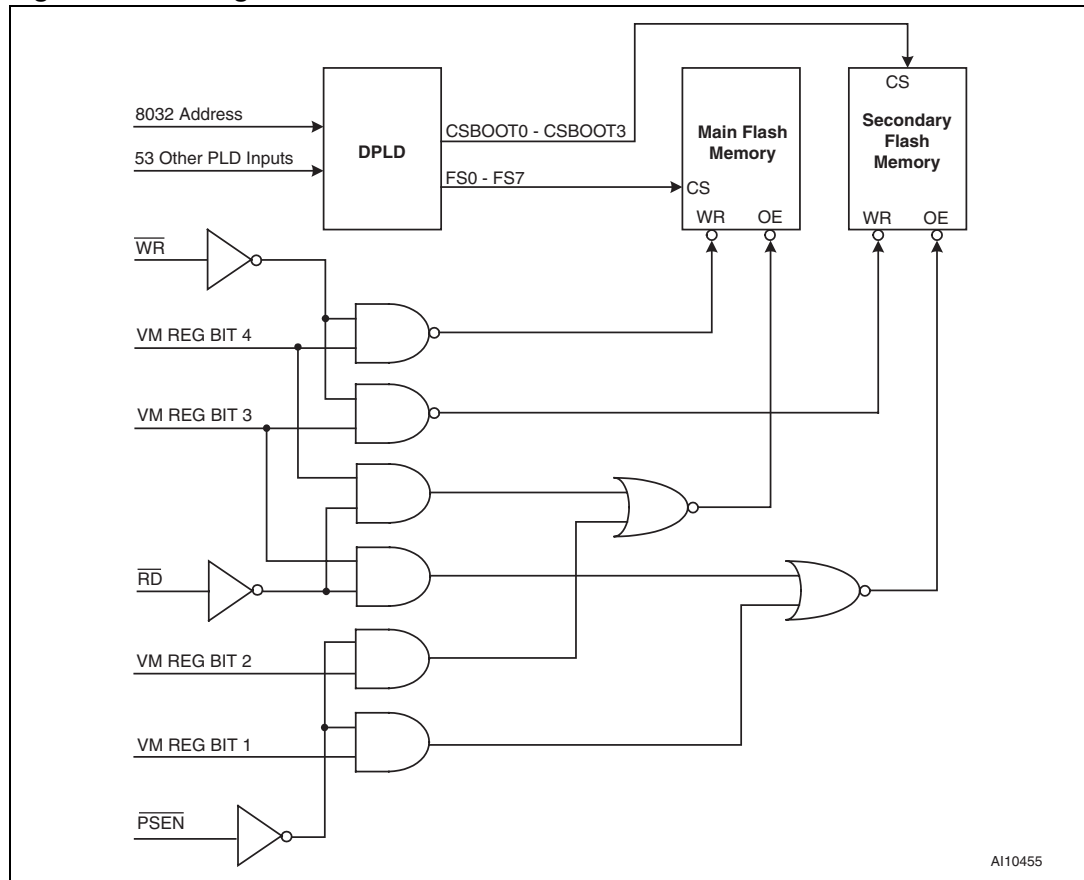 8032 Address
53 Other PLD Inputs
DPLD
CSBOOT0 - CSBOOT3
FS0 - FS7
Main Flash
Memory
CS
WR OE
CS
Secondary
Flash
Memory
WR OE
WR
VM REG BIT 4
VM REG BIT 3
RD
VM REG BIT 2
VM REG BIT 1
PSEN
AI10455